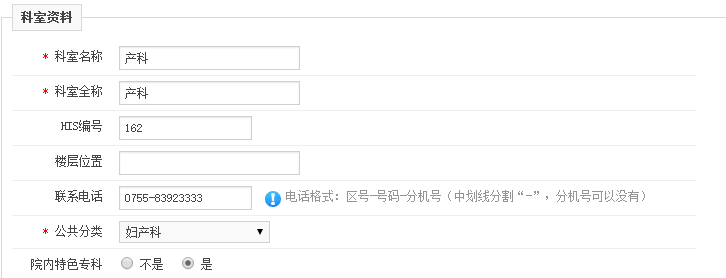 科室资料
* 科室名称 产科
* 科室全称 产科
HIS编号 162
楼层位置
联系电话 0755-83923333 电话格式：区号-号码-分机号（中划线分割“-”，分机号可以没有）
* 公共分类 妇产科
院内特色专科 不是 是